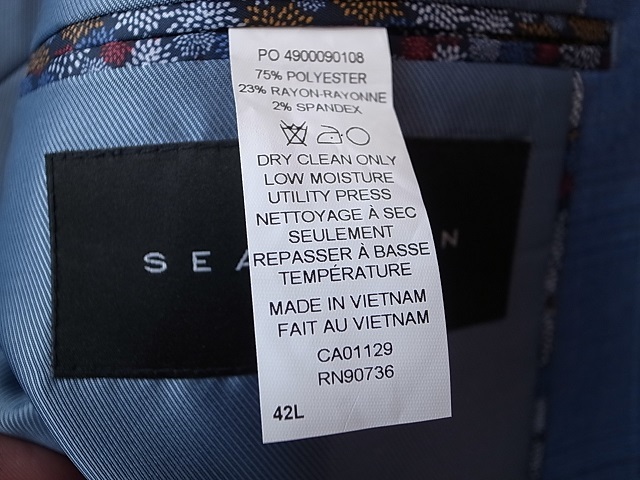 PO 4900090108
75% POLYESTER
23% RAYON-RAYONNE
2% SPANDEX
DRY CLEAN ONLY
LOW MOISTURE
UTILITY PRESS
NETTOYAGE À SEC
SEULEMENT
REPASSER À BASSE
TEMPÉRATURE
MADE IN VIETNAM
FAIT AU VIETNAM
CA01129
RN90736
42L